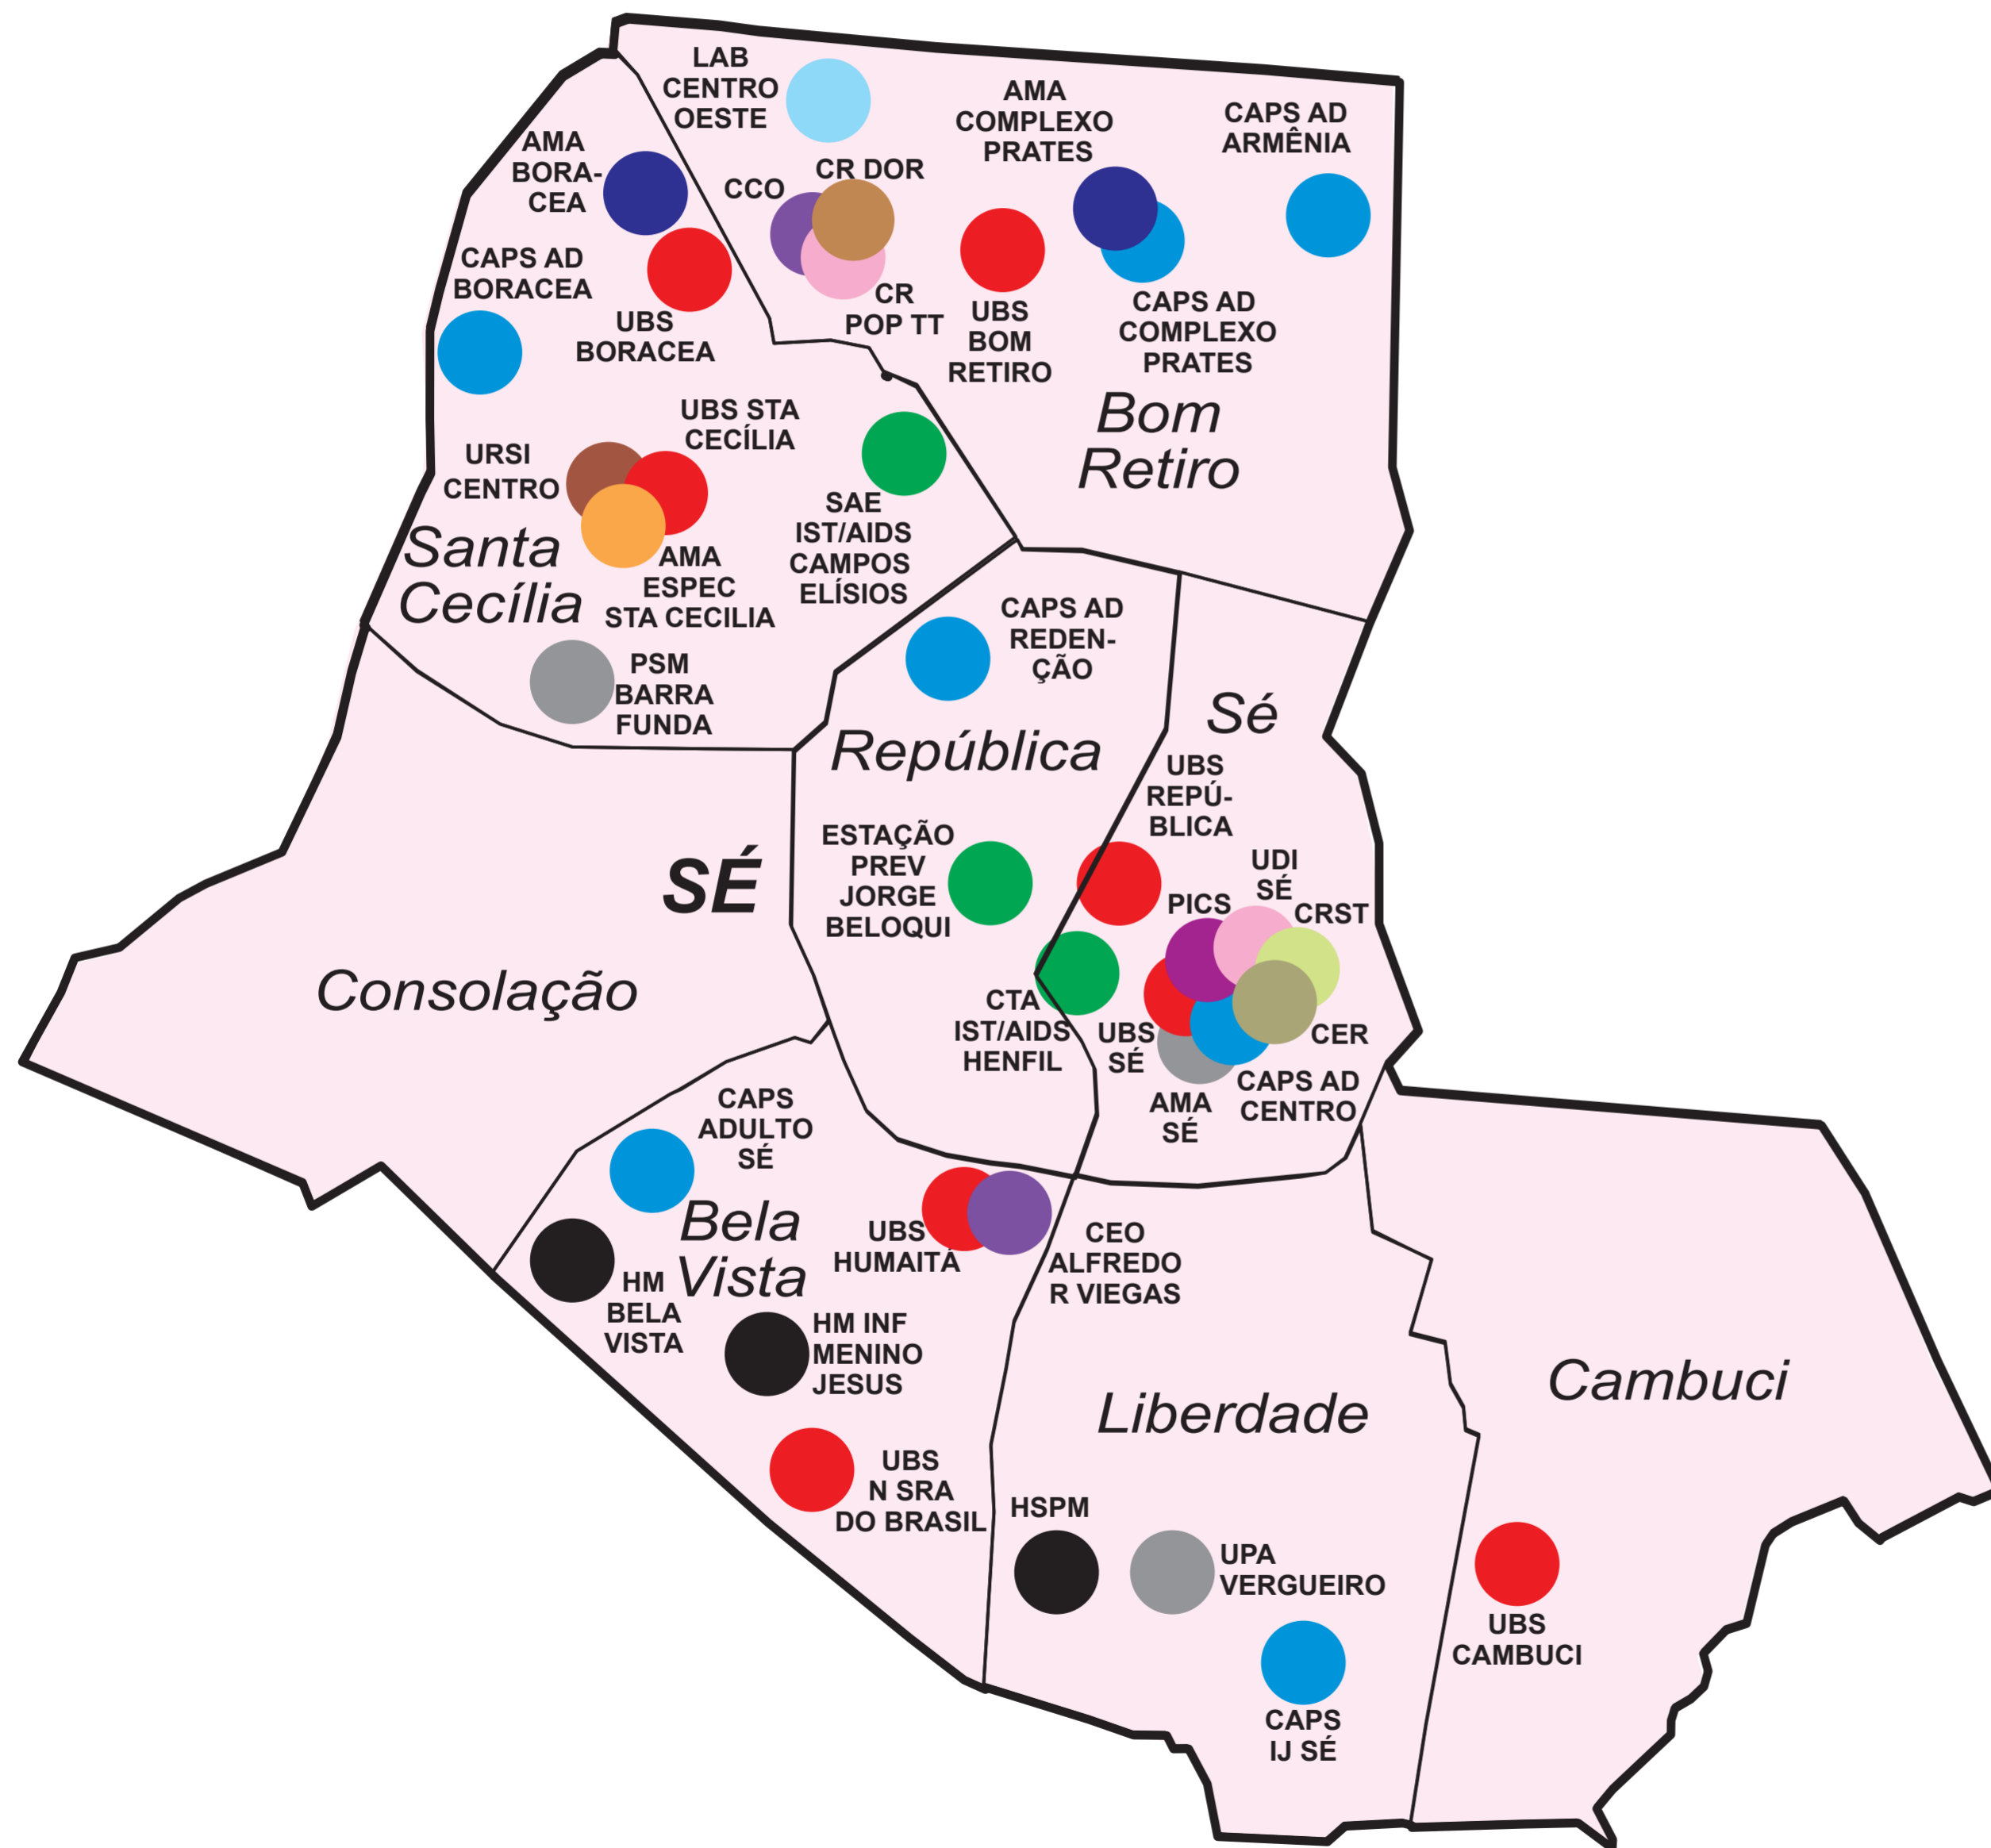 LAB
CENTRO
OESTE
AMA
COMPLEXO
PRATES
CAPS AD
ARMÊNIA
AMA
BORA-
CEA
CCO
CR DOR
CAPS AD
BORACEA
UBS
BORACEA
CR
POP TT
UBS
BOM
RETIRO
CAPS AD
COMPLEXO
PRATES
Bom
Retiro
UBS STA
CECÍLIA
URSI
CENTRO
SAE
IST/AIDS
CAMPOS
ELÍSIOS
Santa
Cecília
AMA
ESPEC
STA CECILIA
PSM
BARRA
FUNDA
CAPS AD
REDEN-
ÇÃO
República
Sé
UBS
REPÚ-
BLICA
ESTAÇÃO
PREV
JORGE
BELOQUI
SÉ
UDI
SÉ
PICS
CRST
Consolação
CTA
IST/AIDS
HENFIL
UBS
SÉ
CER
AMA
SÉ
CAPS AD
CENTRO
CAPS
ADULTO
SÉ
Bela
Vista
UBS
HUMAITÁ
CEO
ALFREDO
R VIEGAS
HM
BELA
VISTA
HM INF
MENINO
JESUS
Liberdade
Cambuci
UBS
N SRA
DO BRASIL
HSPM
UPA
VERGUEIRO
UBS
CAMBUCI
CAPS
IJ SÉ